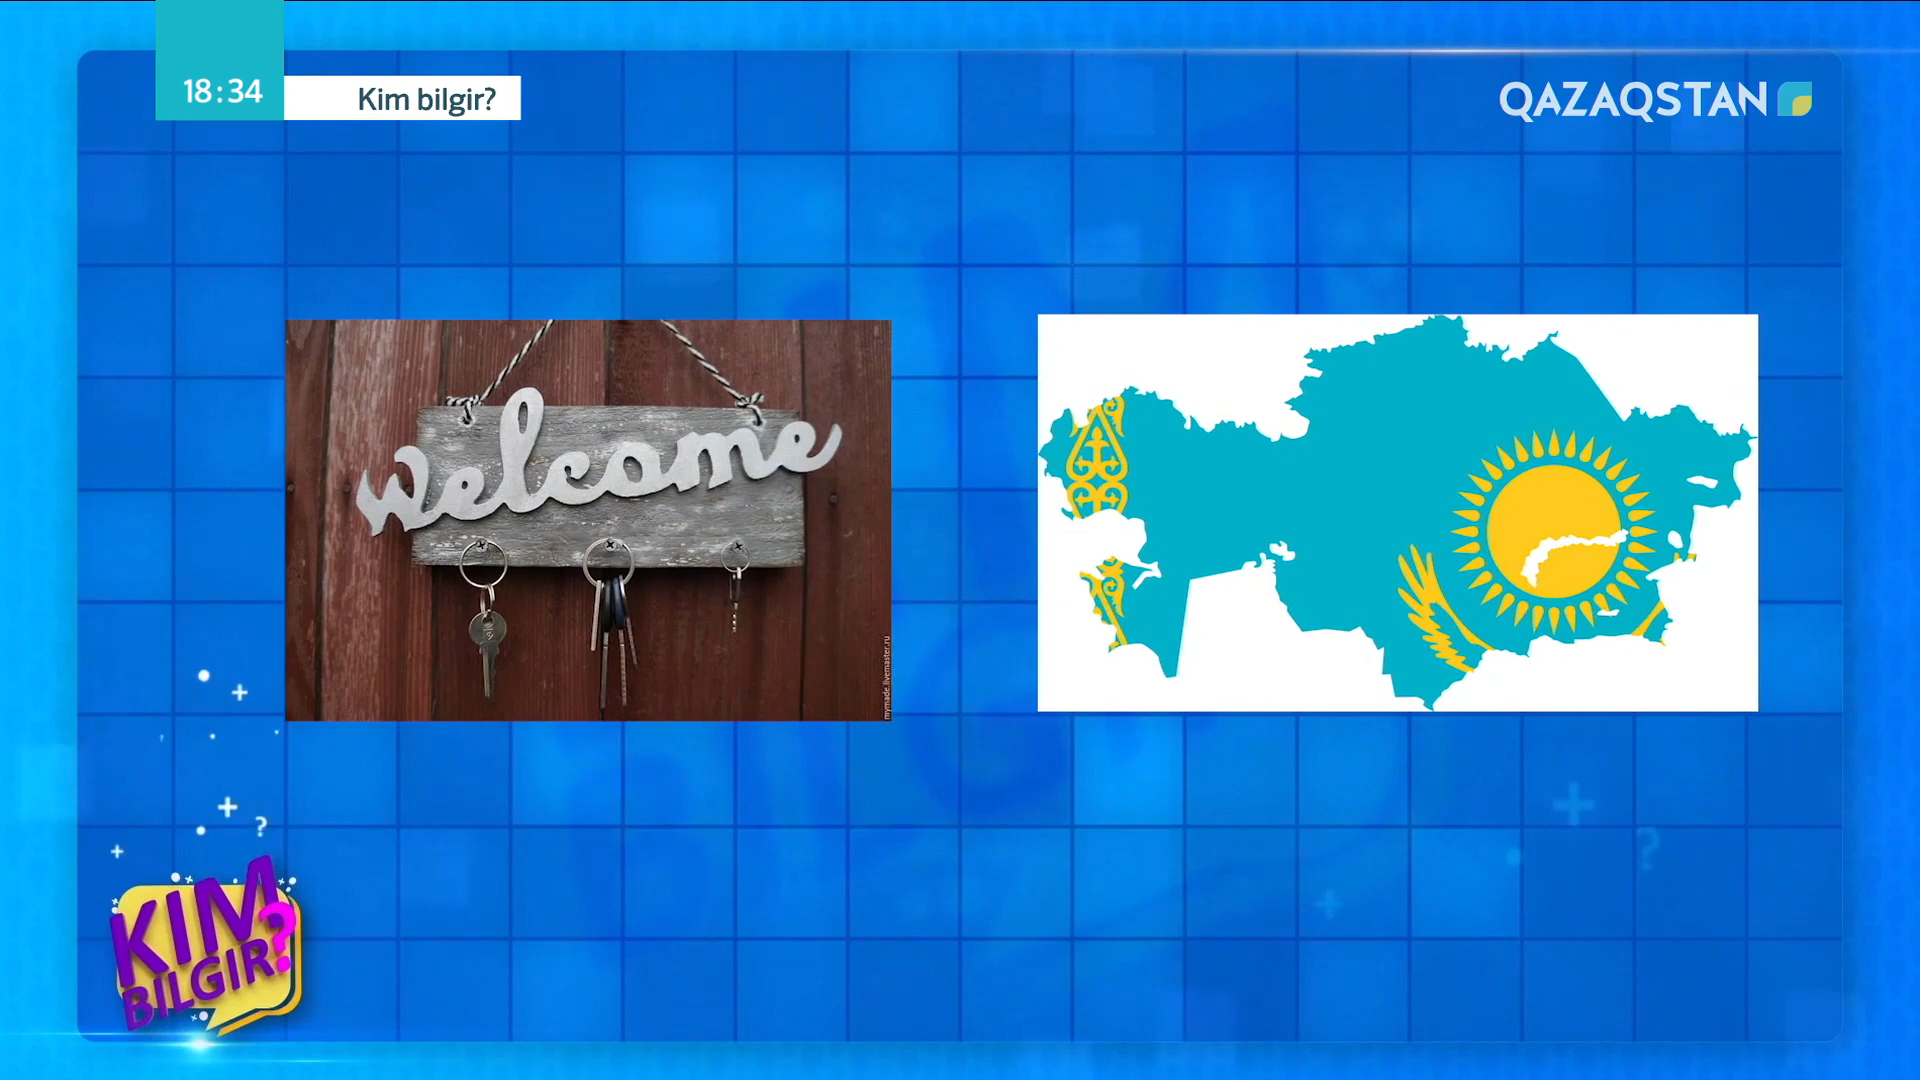 18:34
Kim bilgir?
QAZAQSTAN
welcome
mymade.livemaster.ru
KIM
BILGIR?